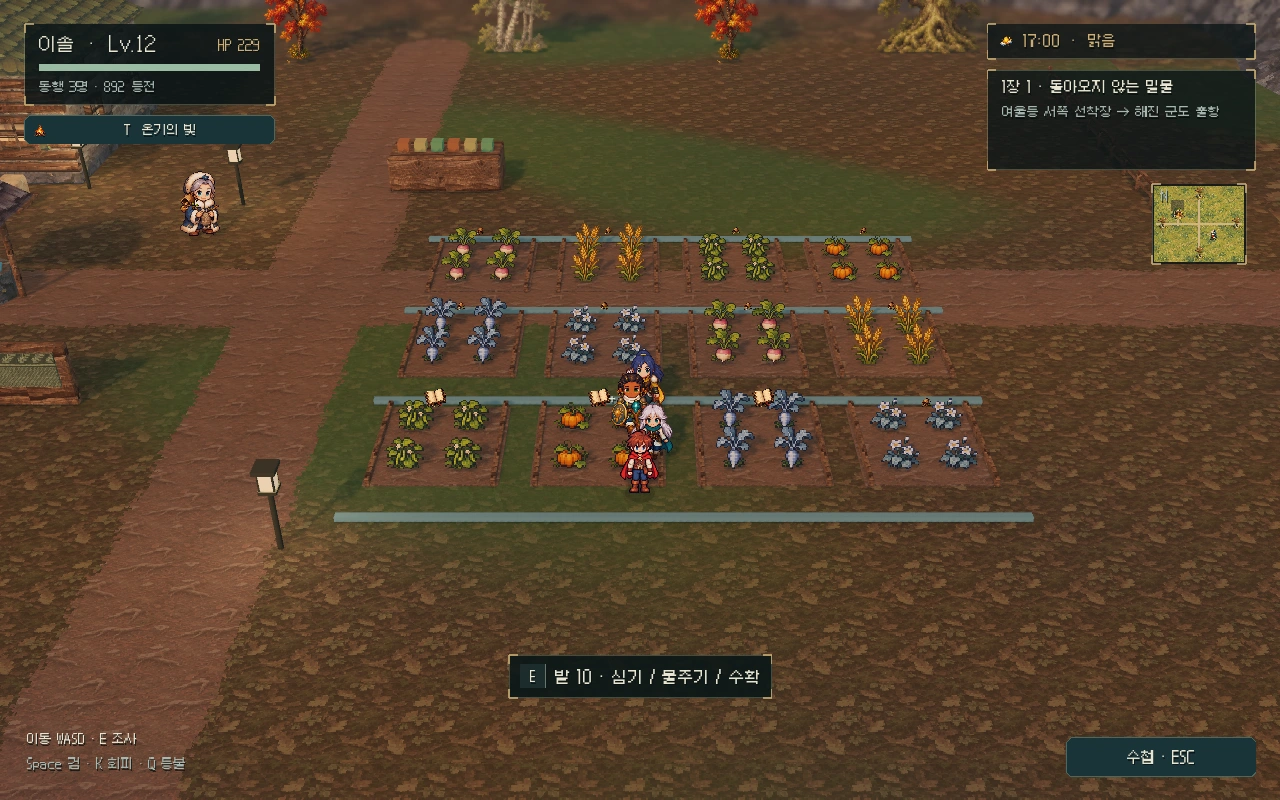 이솔 · Lv.12
HP 229
동행 3명 · 892 등전
T 온기의 빛
17:00 · 맑음
1장 1 · 돌아오지 않는 밀물
여울등 서쪽 선착장 → 해진 군도 출항
N
E 밭 10 · 심기 / 물주기 / 수확
이동 WASD · E 조사
Space 검 · K 회피 · Q 등불
수첩 · ESC